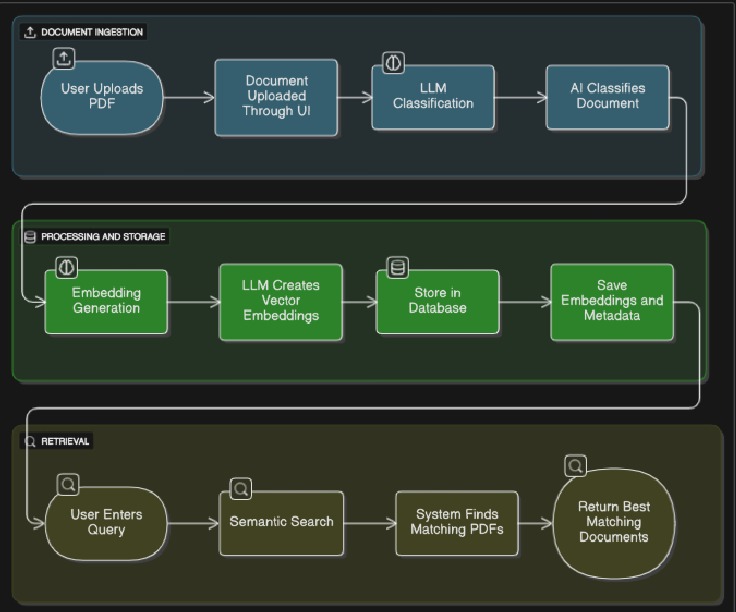 DOCUMENT INGESTION
User Uploads
PDF
Document
Uploaded
Through UI
LLM
Classification
AI Classifies
Document
PROCESSING AND STORAGE
Embedding
Generation
LLM Creates
Vector
Embeddings
Store in
Database
Save
Embeddings and
Metadata
RETRIEVAL
User Enters
Query
Semantic Search
System Finds
Matching PDFs
Return Best
Matching
Documents